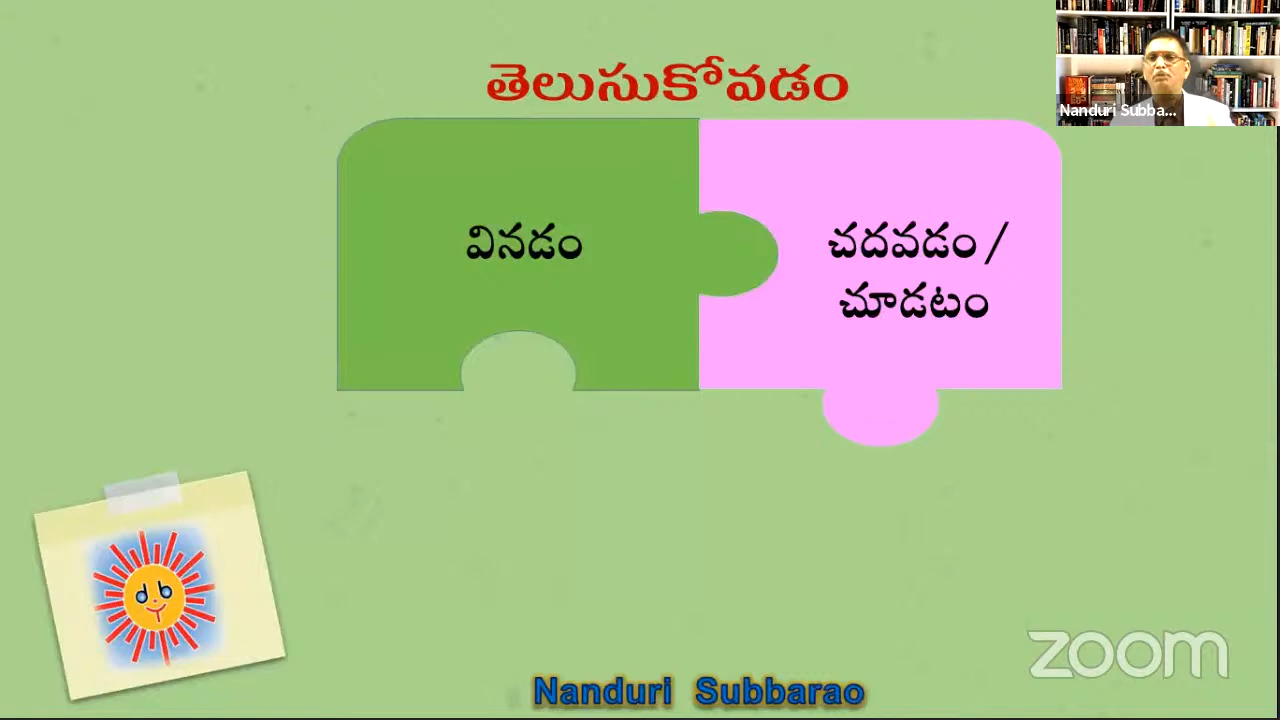 తెలుసుకోవడం
Nanduri Subba...
వినడం
చదవడం /
చూడటం
d b
zoom
Nanduri Subbarao